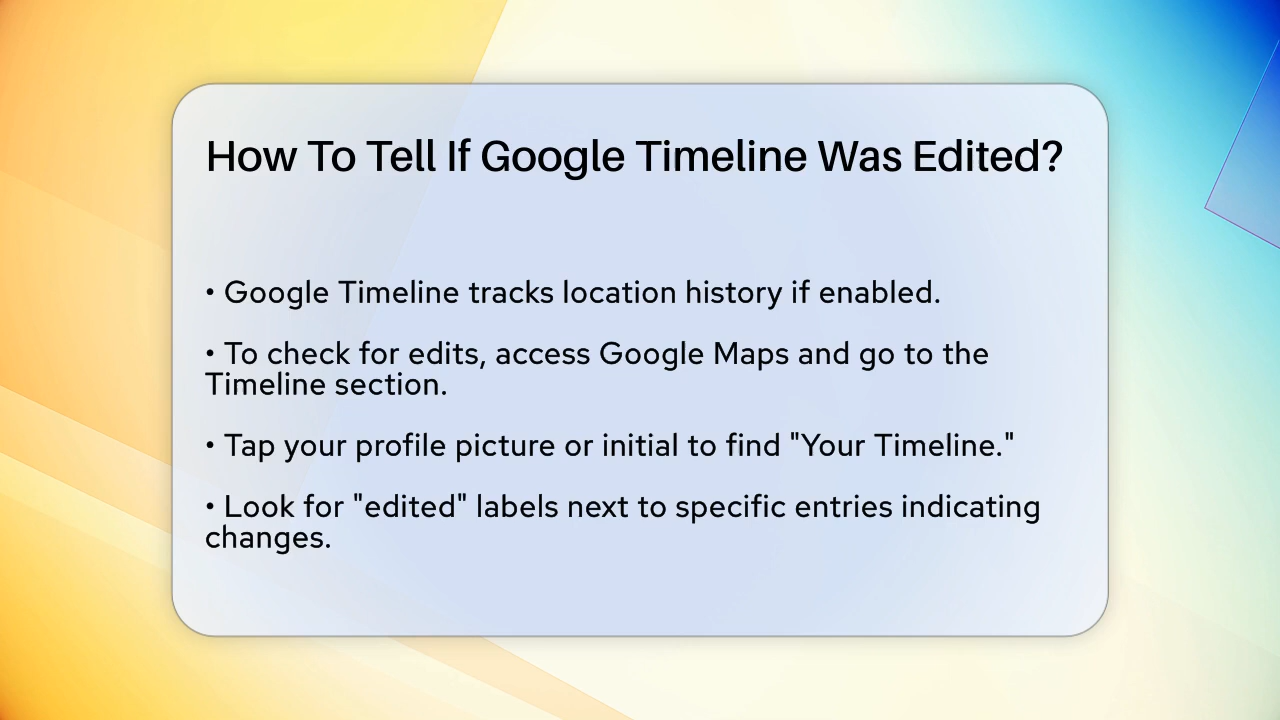 How To Tell If Google Timeline Was Edited?
• Google Timeline tracks location history if enabled.
• To check for edits, access Google Maps and go to the
Timeline section.
• Tap your profile picture or initial to find "Your Timeline."
• Look for "edited" labels next to specific entries indicating
changes.